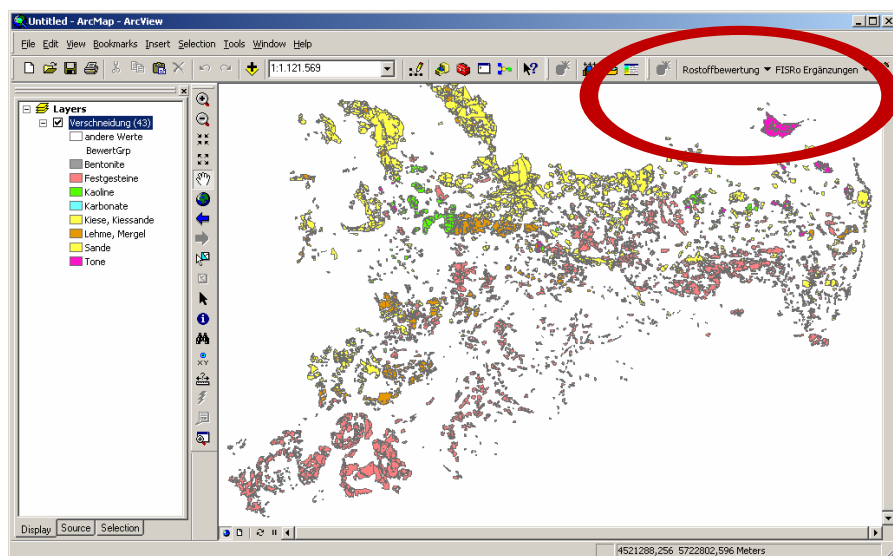 Untitled - ArcMap - ArcView
File Edit View Bookmarks Insert Selection Tools Window Help
1:1.121.569
Rostoffbewertung FISRo Ergänzungen
Layers
Verschneidung (43)
andere Werte
BewertGrp
Bentonite
Festgesteine
Kaoline
Karbonate
Kiese, Kiessande
Lehme, Mergel
Sande
Tone
XY
Display Source Selection
4521288,256 5722802,596 Meters